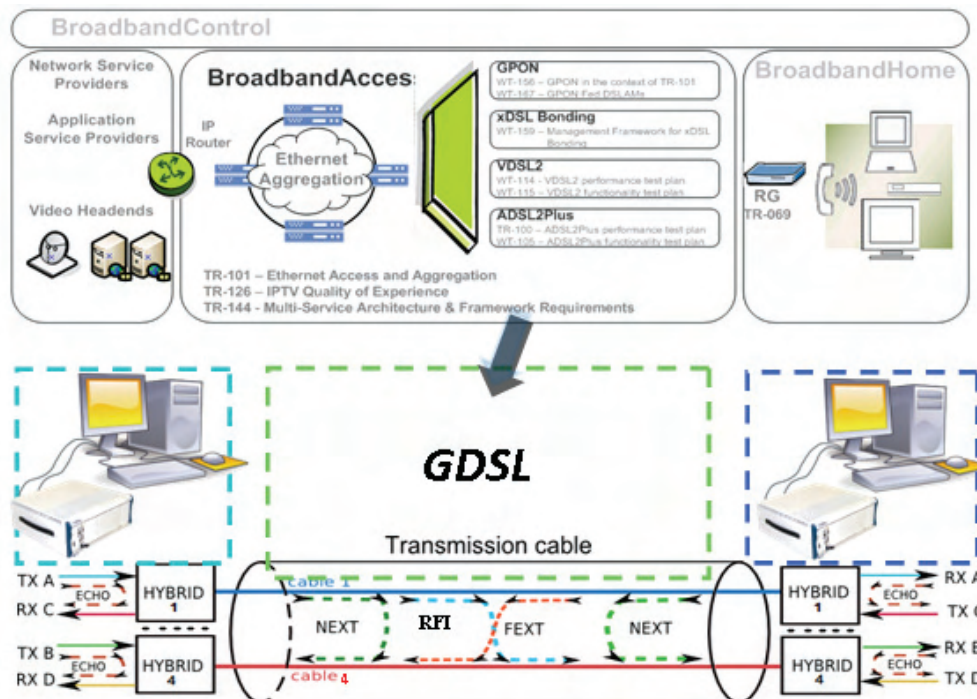 BroadbandControl
Network Service
Providers
Application
Service Providers
Video Headends
IP
Router
BroadbandAcces
Ethernet
Aggregation
GPON
WT-156 – GPON in the context of TR-101
WT-167 – GPON Fed DSLAMs
xDSL Bonding
WT-159 – Management Framework for xDSL
Bonding
VDSL2
WT-114 - VDSL2 performance test plan
WT-115 – VDSL2 functionality test plan
ADSL2Plus
TR-100 – ADSL2Plus performance test plan
WT-105 – ADSL2Plus functionality test plan
TR-101 – Ethernet Access and Aggregation
TR-126 – IPTV Quality of Experience
TR-144 - Multi-Service Architecture & Framework Requirements
BroadbandHome
RG
TR-069
GDSL
Transmission cable
TX A
ECHO
RX C
HYBRID
1
TX B
ECHO
RX D
HYBRID
4
cable 1
NEXT
RFI
FEXT
NEXT
cable 4
HYBRID
1
RX A
ECHO
TX C
HYBRID
4
RX B
ECHO
TX D